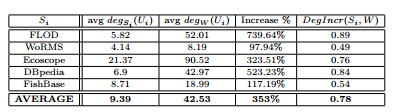 S_i avg deg_{S_i}(U_i) avg deg_W(U_i) Increase % DegIncr(S_i, W)
FLOD 5.82 52.01 739.64% 0.89
WoRMS 4.14 8.19 97.94% 0.49
Ecoscope 21.37 90.52 323.51% 0.76
DBpedia 6.9 42.97 523.23% 0.84
FishBase 8.71 18.99 117.19% 0.54
AVERAGE 9.39 42.53 353% 0.78